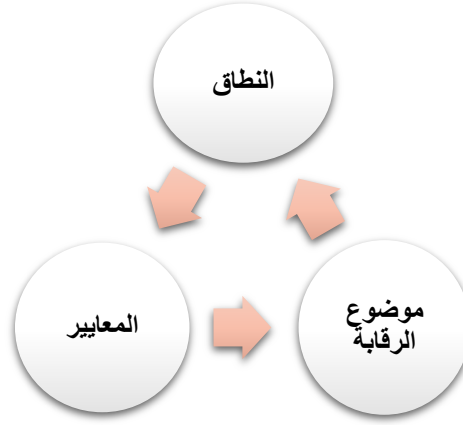 النطاق
موضوع
الرقابة
المعايير